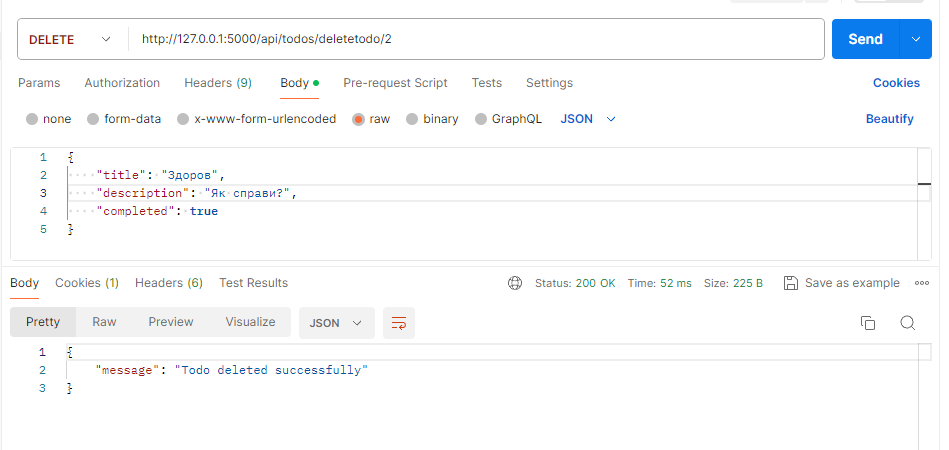 DELETE http://127.0.0.1:5000/api/todos/deletetodo/2 Send
Params Authorization Headers (9) Body Pre-request Script Tests Settings Cookies
none form-data x-www-form-urlencoded raw binary GraphQL JSON Beautify
1 {
2 "title": "Здоров",
3 "description": "Як справи?",
4 "completed": true
5 }
Body Cookies (1) Headers (6) Test Results Status: 200 OK Time: 52 ms Size: 225 B Save as example
Pretty Raw Preview Visualize JSON
1 {
2 "message": "Todo deleted successfully"
3 }